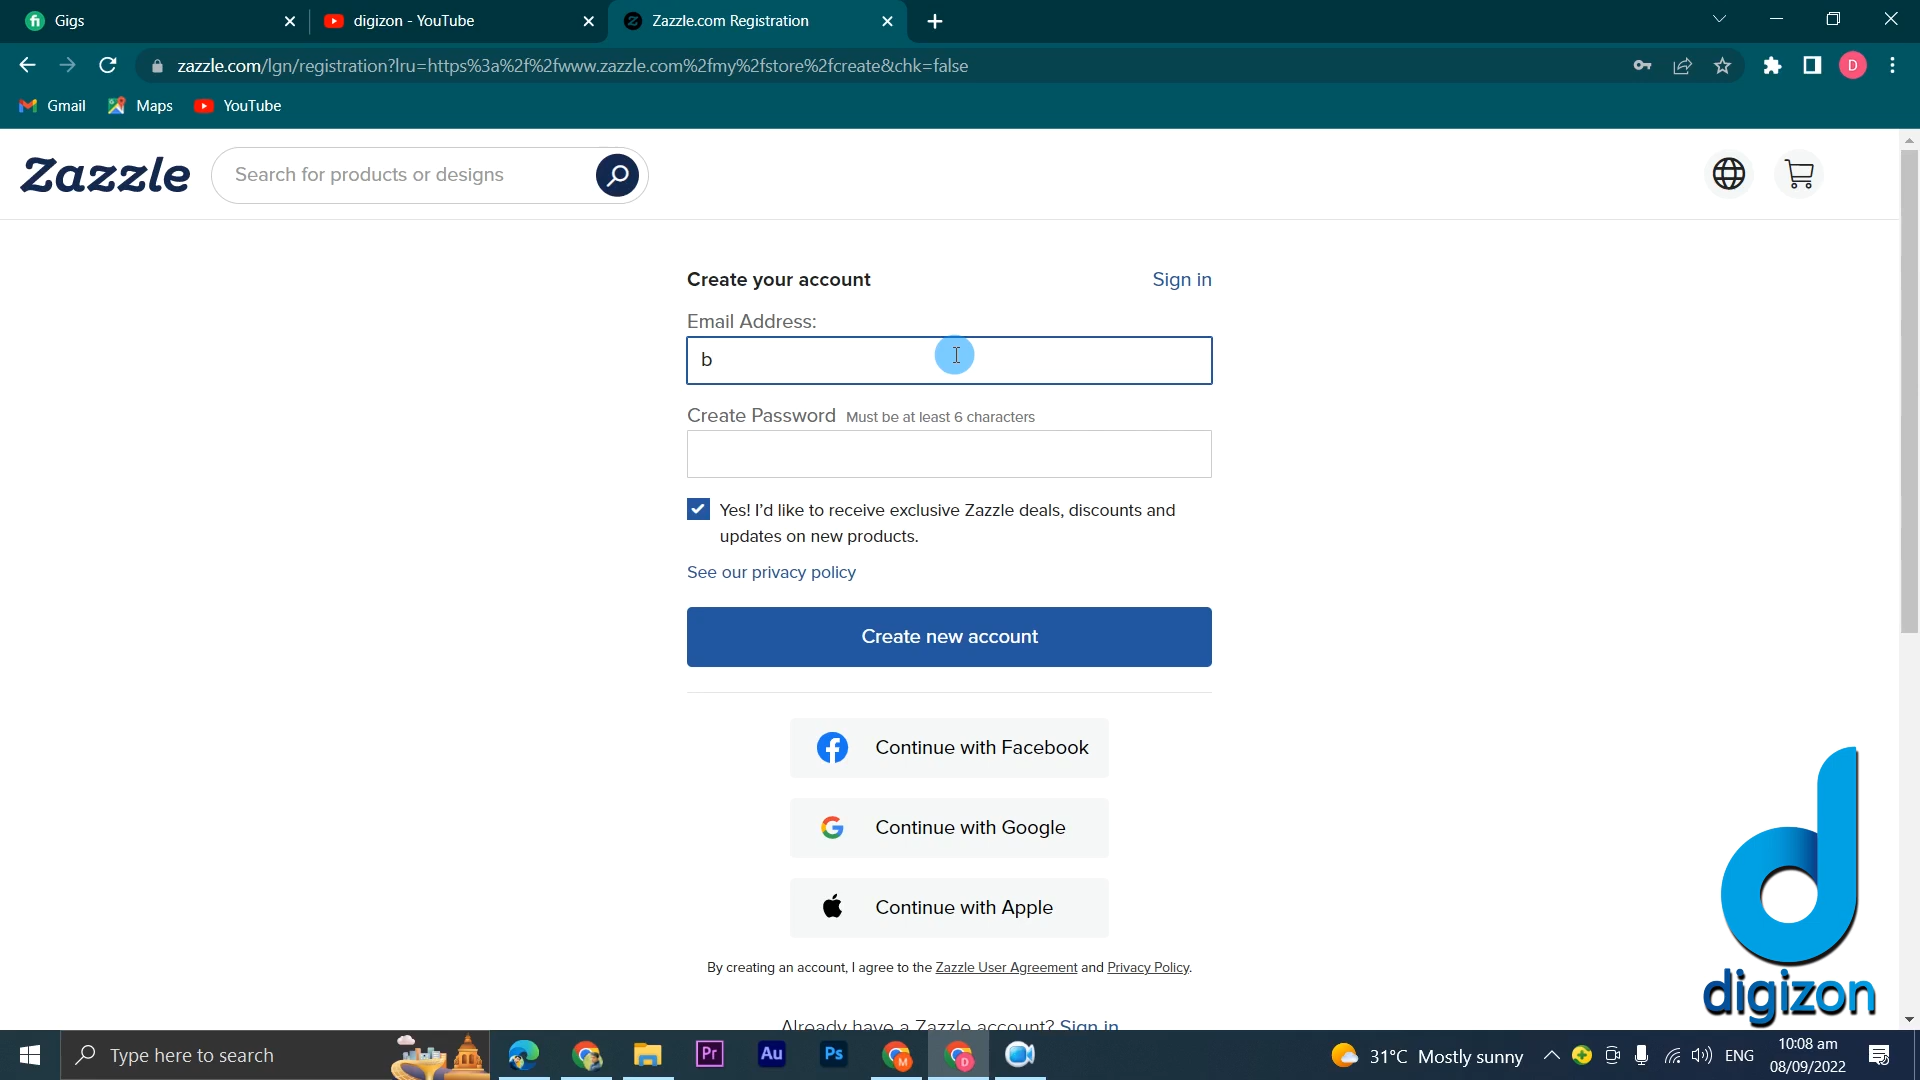 Gigs
digizon - YouTube
Zazzle.com Registration
zazzle.com/lgn/registration?lru=https%3a%2f%2fwww.zazzle.com%2fmy%2fstore%2fcreate&chk=false
D
Gmail
Maps
YouTube
Zazzle
Search for products or designs
Create your account
Sign in
Email Address:
b
Create Password Must be at least 6 characters
Yes! I'd like to receive exclusive Zazzle deals, discounts and
updates on new products.
See our privacy policy
Create new account
Continue with Facebook
Continue with Google
Continue with Apple
By creating an account, I agree to the Zazzle User Agreement and Privacy Policy.
Already have a Zazzle account? Sign in
digizon
Type here to search
Pr
Au
Ps
M
D
31°C Mostly sunny
ENG
10:08 am
08/09/2022